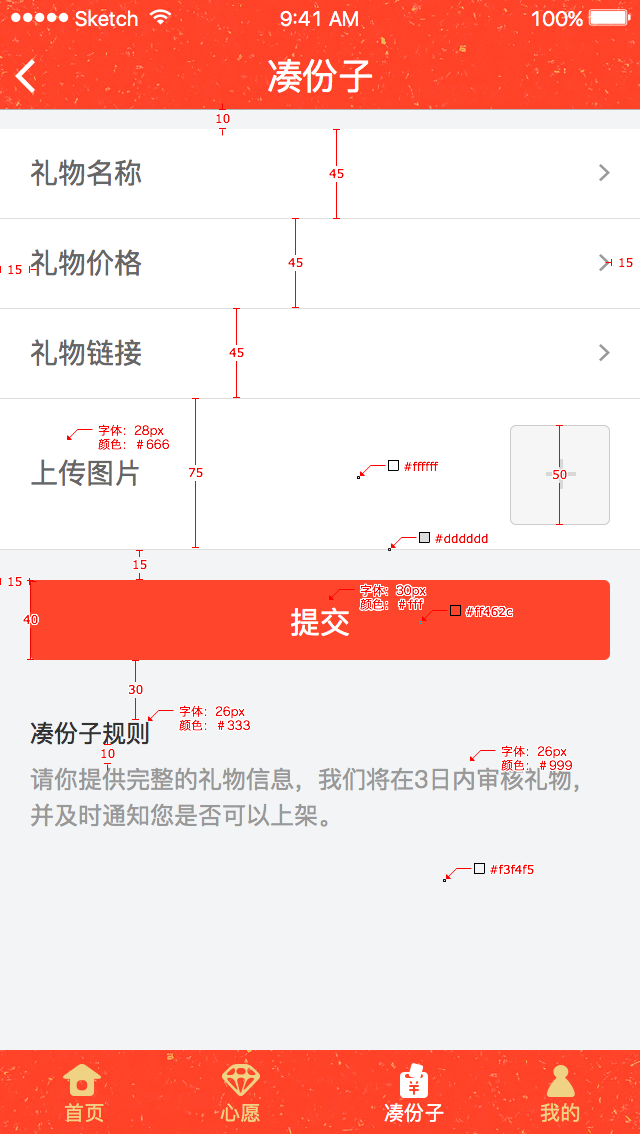 ●●●●● Sketch 9:41 AM 100%
凑份子
10
礼物名称
45
15 礼物价格 45 15
礼物链接
45
字体：28px
颜色：#666
上传图片
75
#ffffff
50
#dddddd
15
15
字体：30px
颜色：#fff
#ff462c
40
提交
30
字体：26px
颜色：#333
凑份子规则
10
字体：26px
颜色：#999
请你提供完整的礼物信息，我们将在3日内审核礼物，
并及时通知您是否可以上架。
#f3f4f5
首页 心愿 凑份子 我的